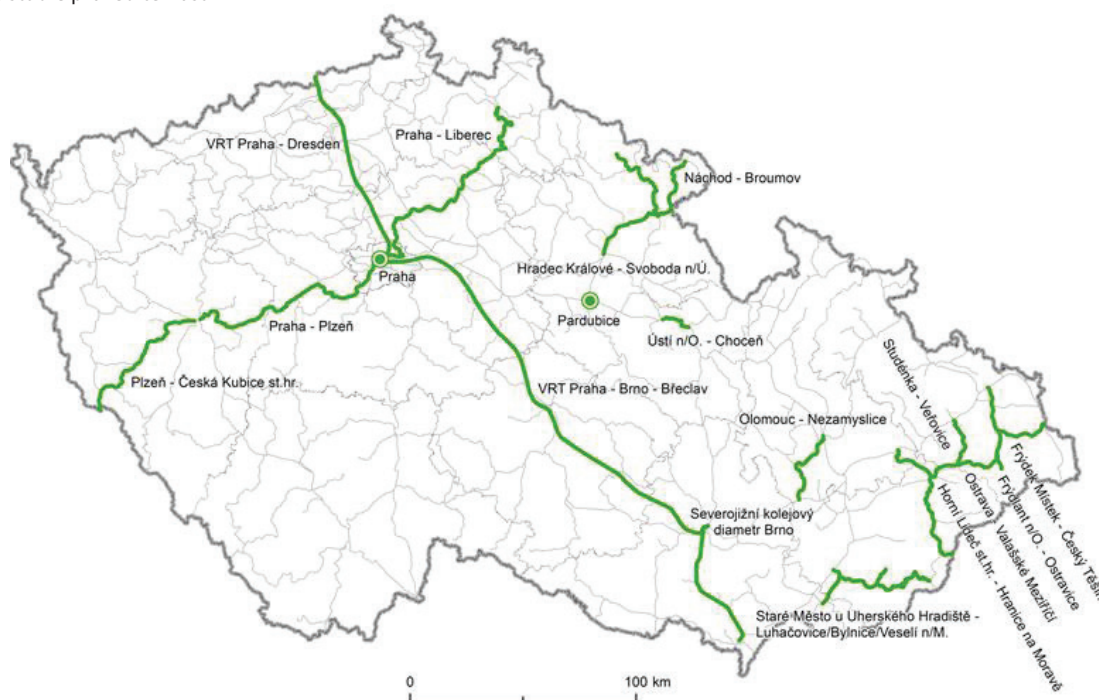 VRT Praha - Dresden
Praha - Liberec
Náchod - Broumov
Hradec Králové - Svoboda n/Ú.
Praha
Pardubice
Praha - Plzeň
Ústí n/O. - Choceň
Plzeň - Česká Kubice st.hr.
VRT Praha - Brno - Břeclav
Olomouc - Nezamyslice
Studénka - Veřovice
Frýdek Místek - Český Těšín
Frýdlant n/O. - Ostravice
Ostrava - Valašské Meziříčí
Horní Lideč st.hr. - Hranice na Moravě
Severojižní kolejový
diametr Brno
Staré Město u Uherského Hradiště -
Luhačovice/Bylnice/Veselí n/M.
0
100 km